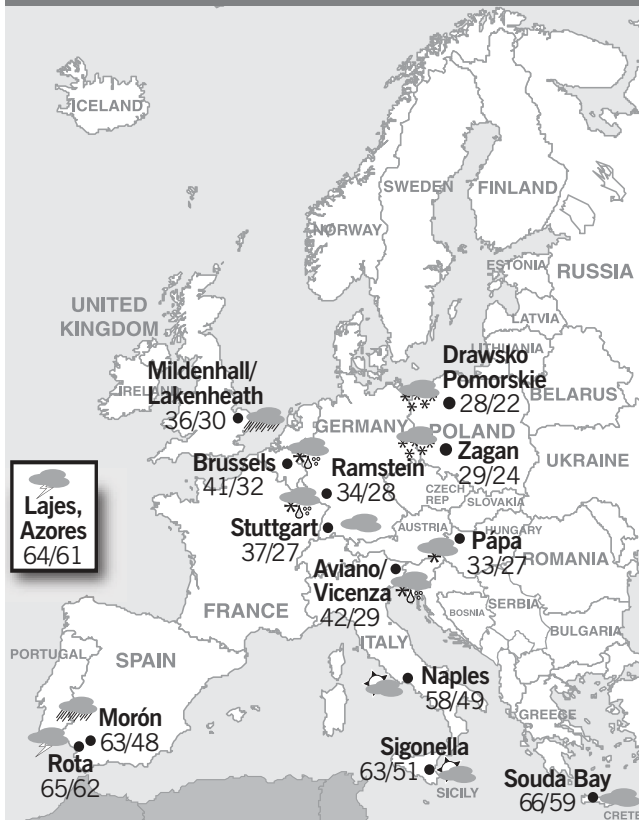 ICELAND
SWEDEN
FINLAND
NORWAY
ESTONIA
RUSSIA
LATVIA
LITHUANIA
UNITED
KINGDOM
IRELAND
Mildenhall/
Lakenheath
36/30
Drawsko
Pomorskie
28/22
BELARUS
GERMANY
POLAND
Zagan
29/24
UKRAINE
Brussels
41/32
Ramstein
34/28
CZECH
REP
SLOVAKIA
Lajes,
Azores
64/61
Stuttgart
37/27
AUSTRIA
HUNGARY
Pápa
33/27
ROMANIA
Aviano/
Vicenza
42/29
FRANCE
BOSNIA
SERBIA
BULGARIA
ITALY
PORTUGAL
SPAIN
Naples
58/49
GREECE
Morón
63/48
Rota
65/62
Sigonella
63/51
SICILY
Souda Bay
66/59
CRETE